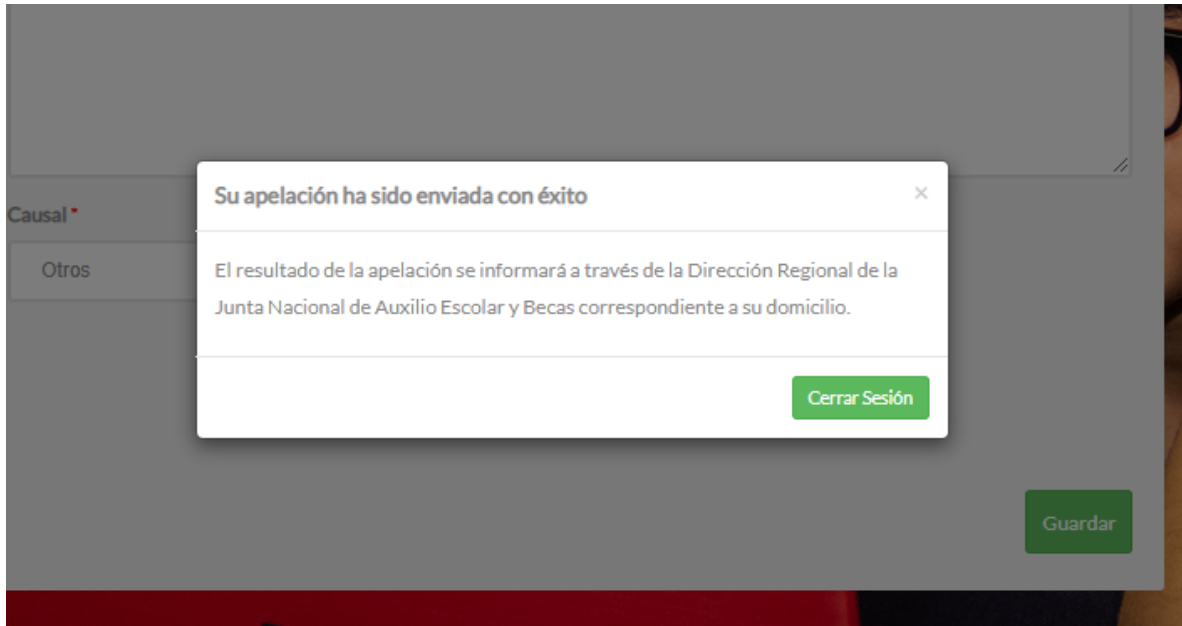 Su apelación ha sido enviada con éxito ×
Causal *
Otros
El resultado de la apelación se informará a través de la Dirección Regional de la
Junta Nacional de Auxilio Escolar y Becas correspondiente a su domicilio.
Cerrar Sesión
Guardar